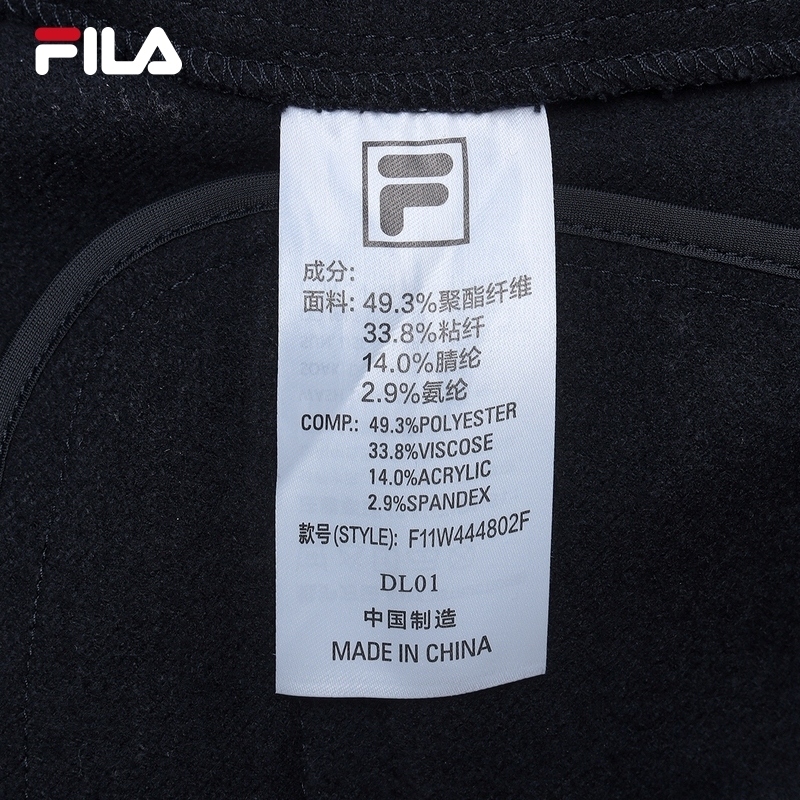 FILA
F
成分:
面料: 49.3%聚酯纤维
33.8%粘纤
14.0%腈纶
2.9%氨纶
COMP.: 49.3%POLYESTER
33.8%VISCOSE
14.0%ACRYLIC
2.9%SPANDEX
款号(STYLE): F11W444802F
DL01
中国制造
MADE IN CHINA